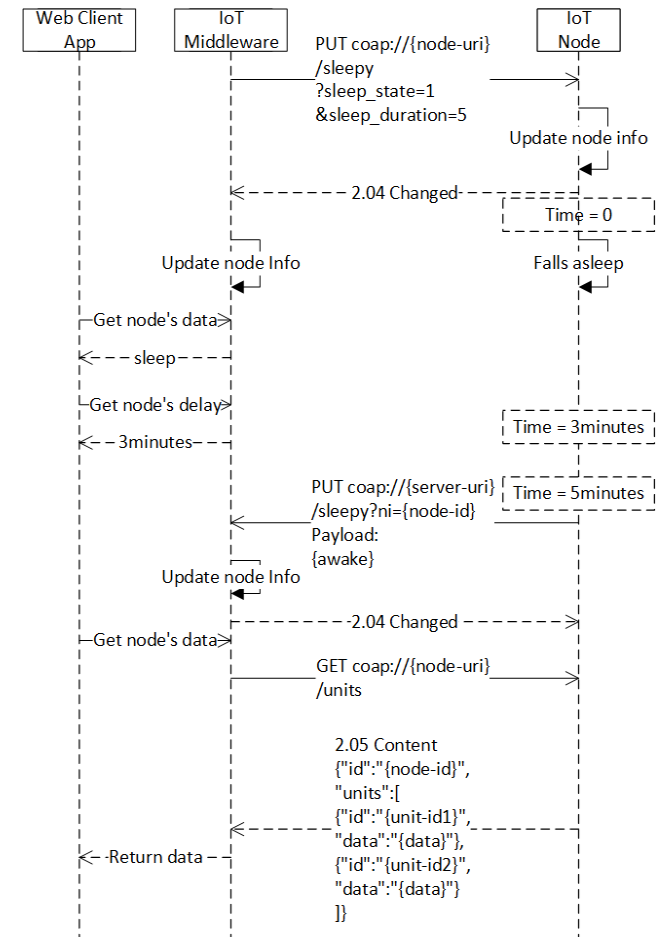 Web Client
App
IoT
Middleware
IoT
Node
PUT coap://{node-uri}
/sleepy
?sleep_state=1
&sleep_duration=5
Update node info
2.04 Changed
Time = 0
Update node Info
Falls asleep
Get node's data
sleep
Get node's delay
Time = 3minutes
3minutes
PUT coap://{server-uri}
/sleepy?ni={node-id}
Payload:
{awake}
Time = 5minutes
Update node Info
2.04 Changed
Get node's data
GET coap://{node-uri}
/units
2.05 Content
{"id":"{node-id}",
"units":[
{"id":"{unit-id1}",
"data":"{data}"},
{"id":"{unit-id2}",
"data":"{data}"}
]}
Return data